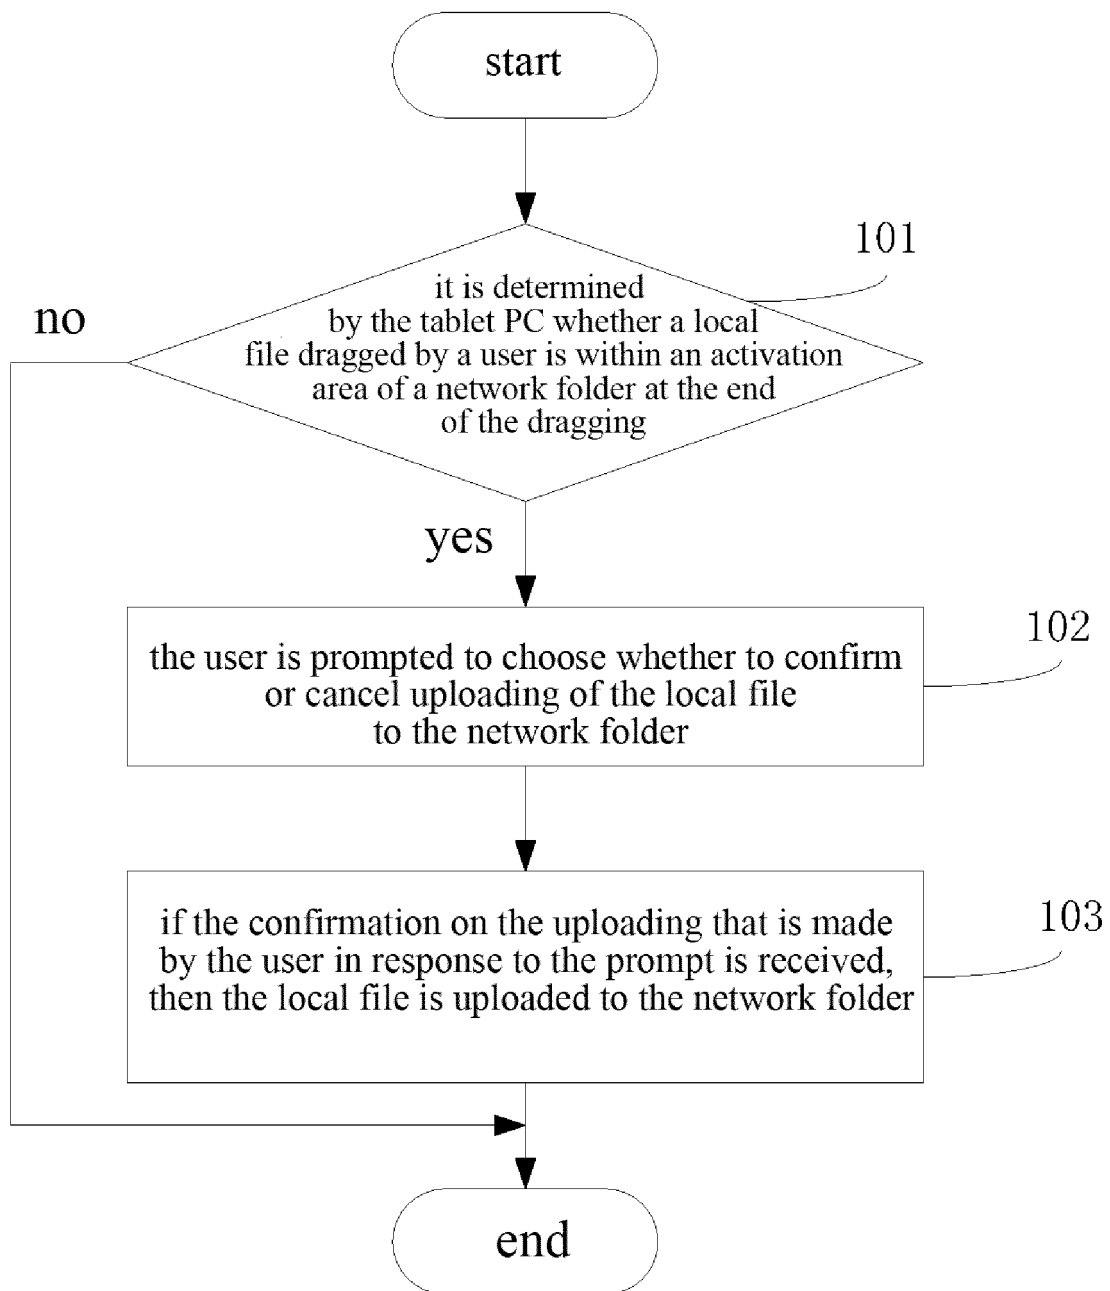 start
101
it is determined
by the tablet PC whether a local
file dragged by a user is within an activation
area of a network folder at the end
of the dragging
no
yes
102
the user is prompted to choose whether to confirm
or cancel uploading of the local file
to the network folder
103
if the confirmation on the uploading that is made
by the user in response to the prompt is received,
then the local file is uploaded to the network folder
end